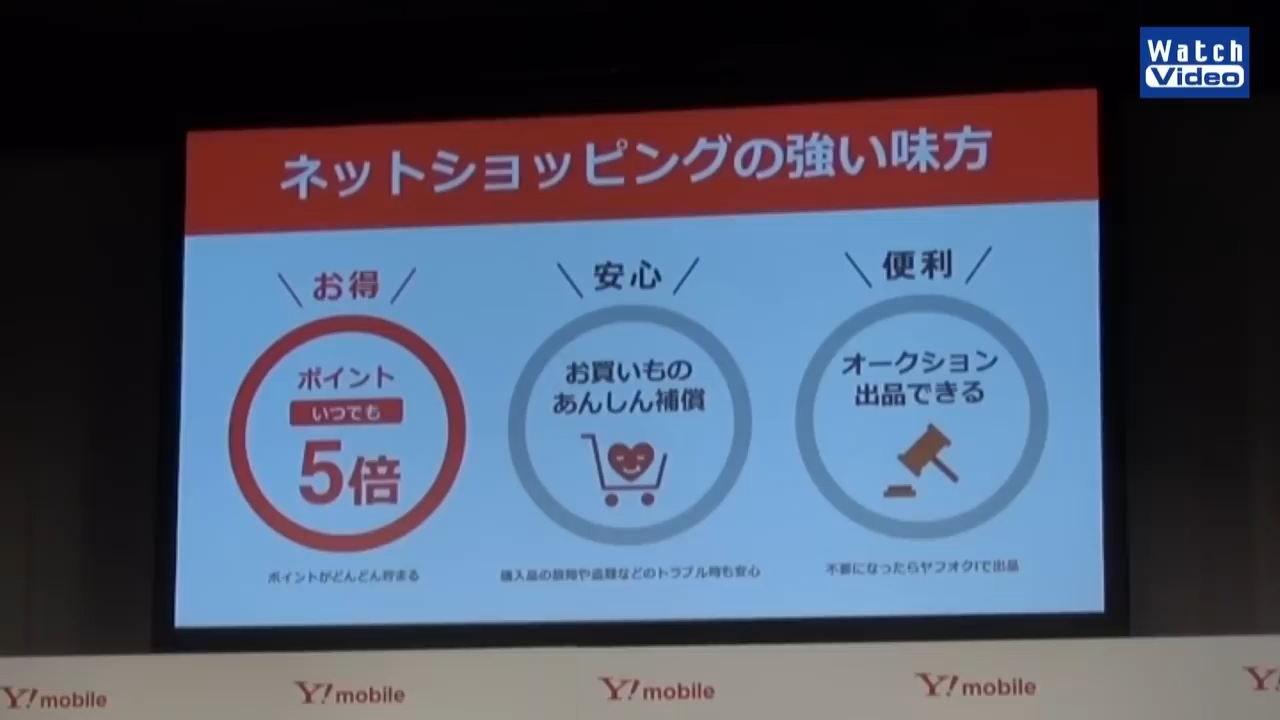 Watch
Video
ネットショッピングの強い味方
お得
安心
便利
ポイント
いつでも
5倍
お買いもの
あんしん補償
オークション
出品できる
ポイントがどんどん貯まる
購入品の故障や盗難などのトラブル時も安心
不要になったらヤフオク!で出品
Y!mobile
Y!mobile
Y!mobile
Y!mobile
Y!